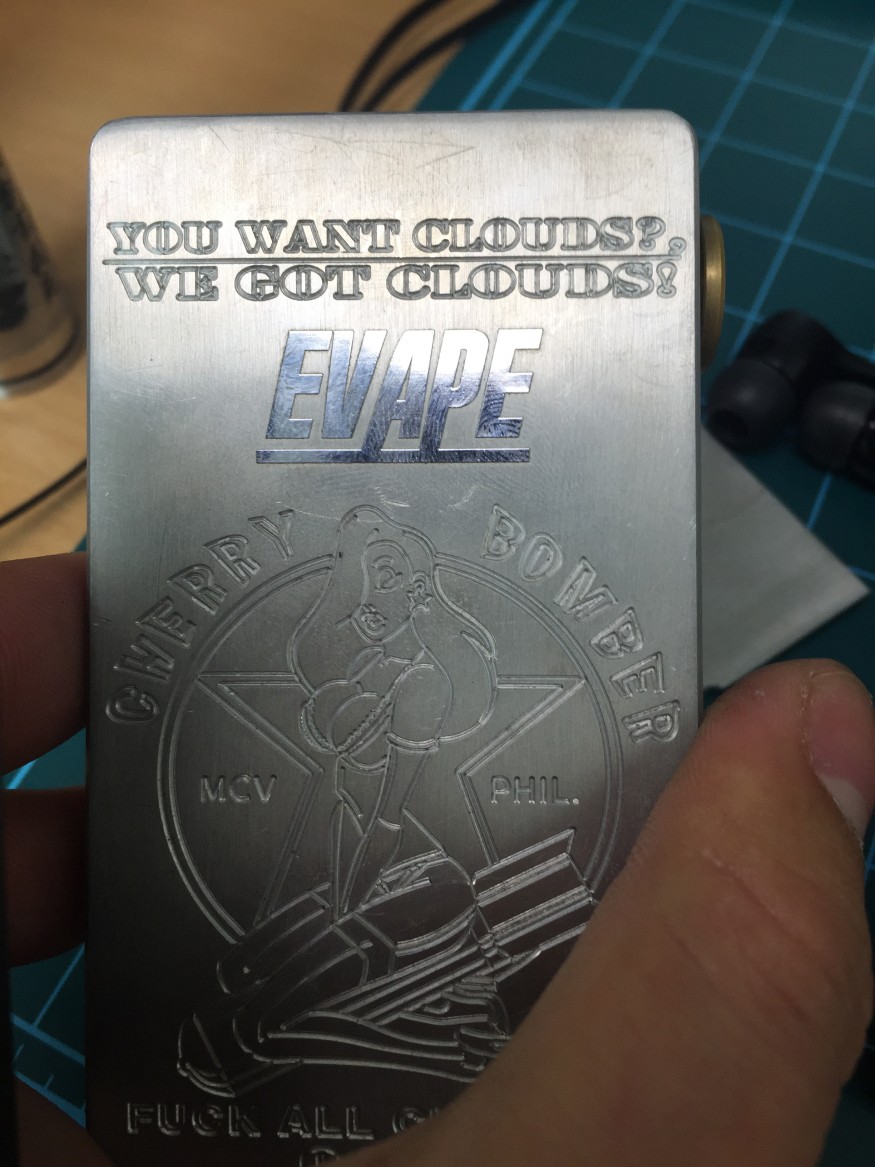 YOU WANT CLOUDS?,
WE GOT CLOUDS!
EVAPE
CHERRY BOMBER
MCV PHIL.
FUCK ALL